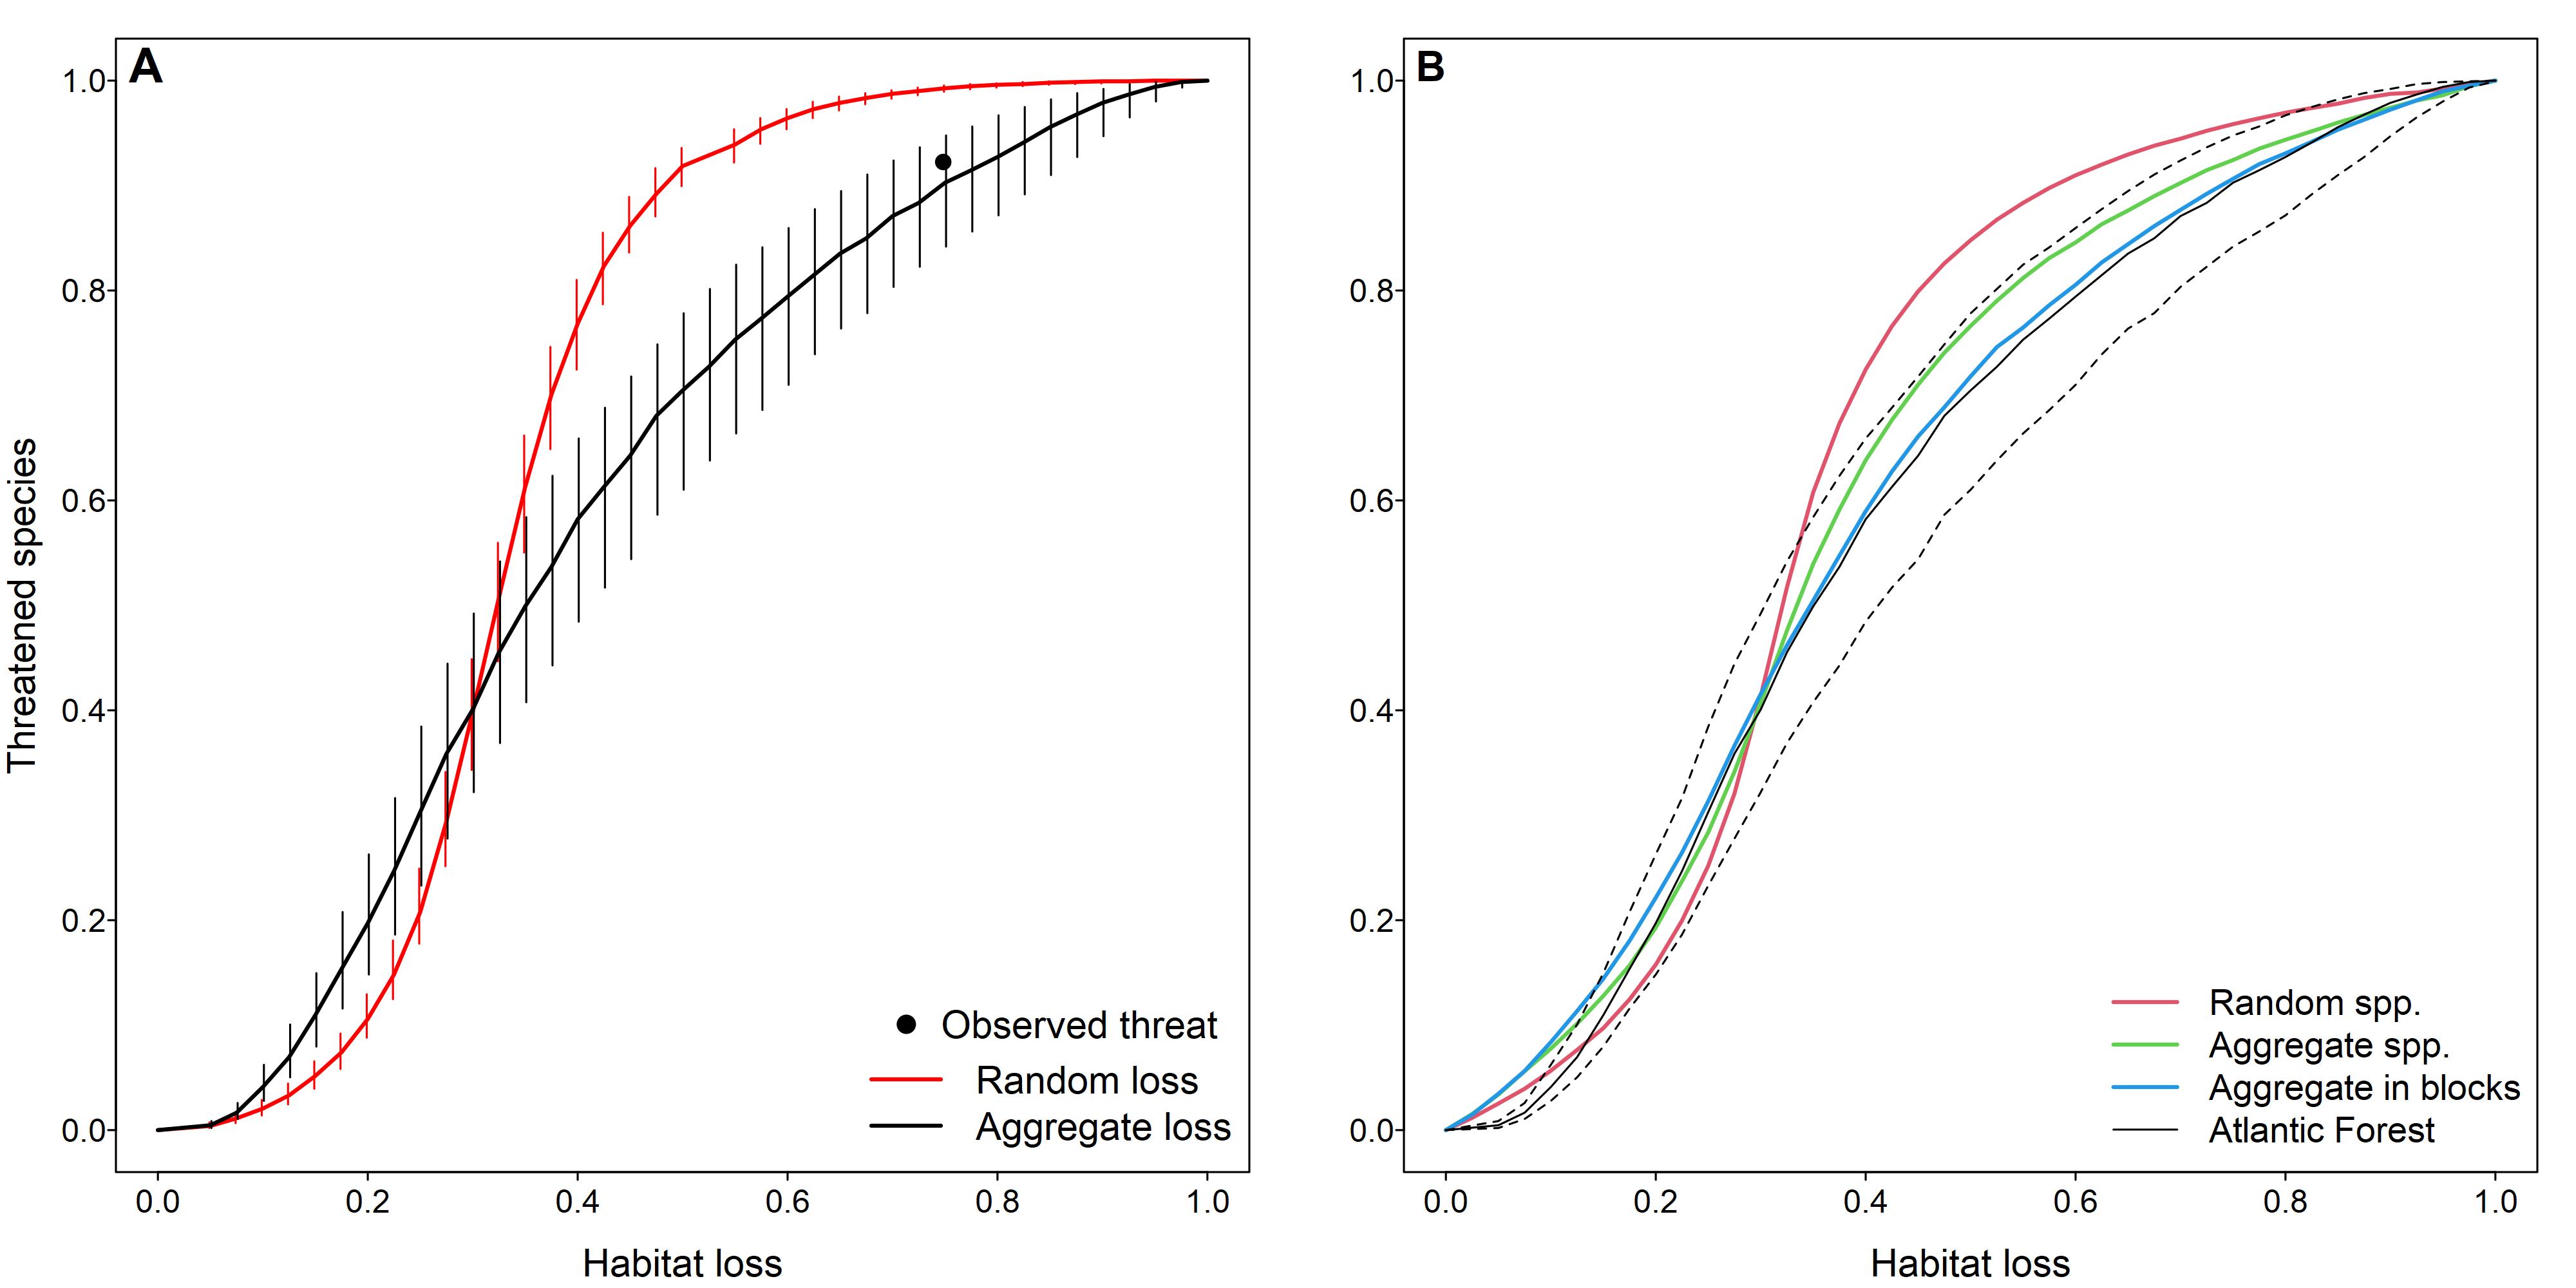 A
Threatened species
1.0
0.8
0.6
0.4
0.2
0.0
0.0 0.2 0.4 0.6 0.8 1.0
Habitat loss
Observed threat
Random loss
Aggregate loss
B
1.0
0.8
0.6
0.4
0.2
0.0
0.0 0.2 0.4 0.6 0.8 1.0
Habitat loss
Random spp.
Aggregate spp.
Aggregate in blocks
Atlantic Forest